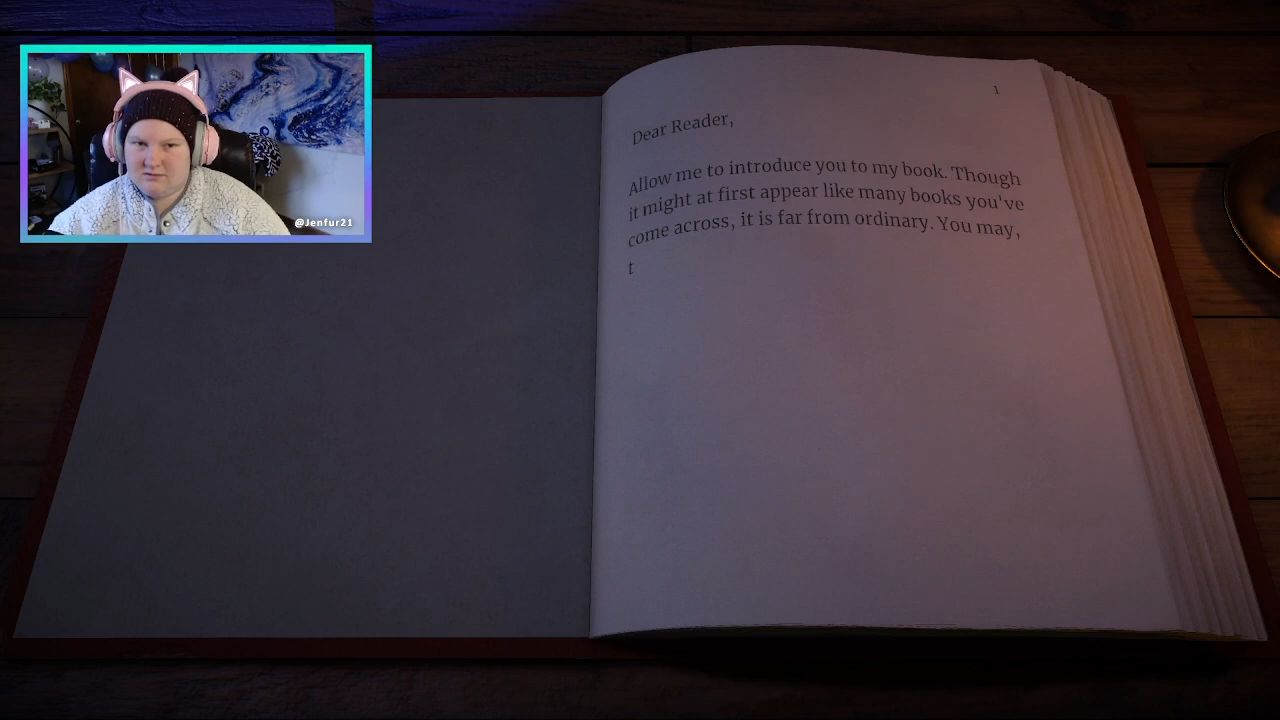 @Jenfur21
1
Dear Reader,
Allow me to introduce you to my book. Though
it might at first appear like many books you've
come across, it is far from ordinary. You may,
t